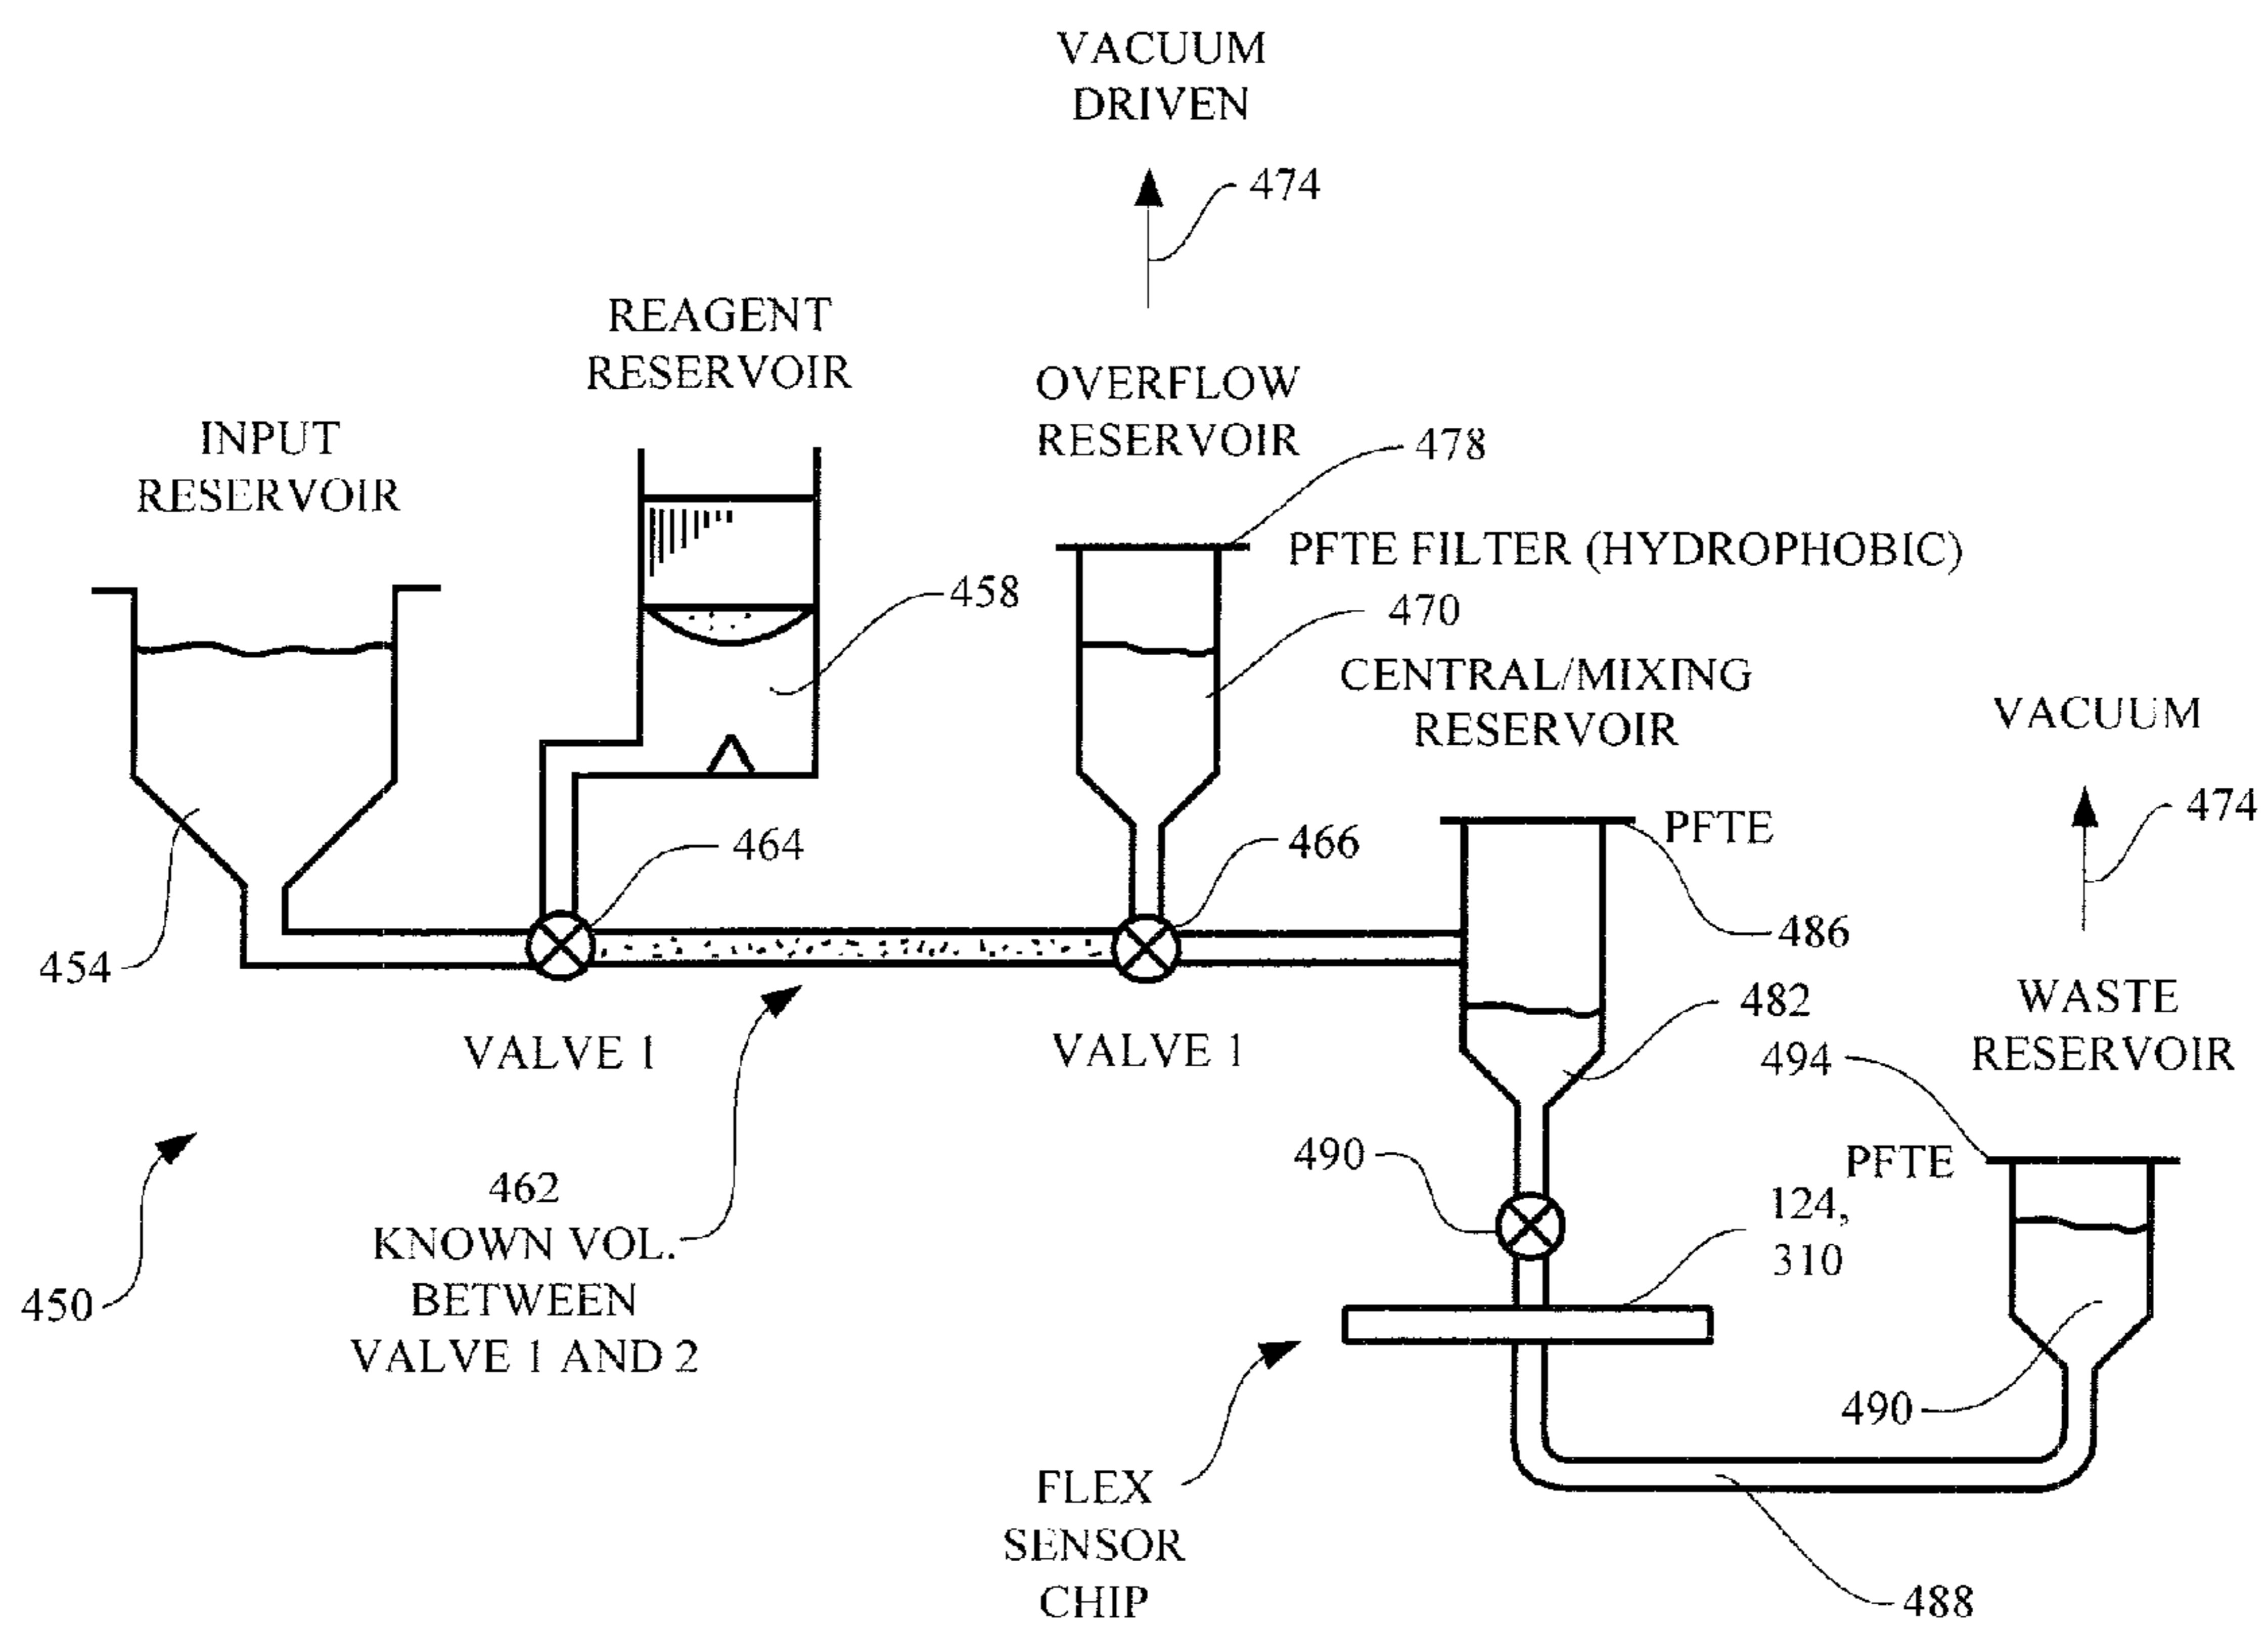 VACUUM
DRIVEN
474
REAGENT
RESERVOIR
OVERFLOW
RESERVOIR
478
INPUT
RESERVOIR
PFTE FILTER (HYDROPHOBIC)
458
470
CENTRAL/MIXING
RESERVOIR
VACUUM
474
464
466
PFTE
486
454
482
WASTE
RESERVOIR
VALVE 1
VALVE 1
494
490
PFTE
450
462
KNOWN VOL.
BETWEEN
VALVE 1 AND 2
124,
310
490
FLEX
SENSOR
CHIP
488